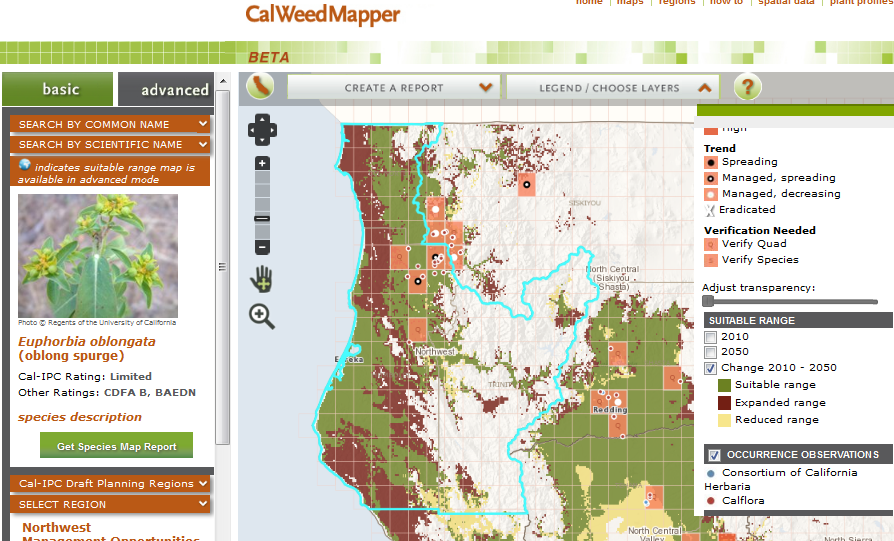 CalWeedMapper
home | maps | regions | how to | spatial data | plant profiles
BETA
basic
advanced
CREATE A REPORT
LEGEND / CHOOSE LAYERS
?
SEARCH BY COMMON NAME
SEARCH BY SCIENTIFIC NAME
indicates suitable range map is
available in advanced mode
Photo © Regents of the University of California
Euphorbia oblongata
(oblong spurge)
Cal-IPC Rating: Limited
Other Ratings: CDFA B, BAEDN
species description
Get Species Map Report
Cal-IPC Draft Planning Regions
SELECT REGION
Northwest
Management Opportunities
SISKIYOU
North Central
(Siskiyou
/Shasta)
Eureka
Northwest
TRINITY
Redding
North Central
Valley
North Sierra
High
Trend
Spreading
Managed, spreading
Managed, decreasing
Eradicated
Verification Needed
Verify Quad
Verify Species
Adjust transparency:
SUITABLE RANGE
2010
2050
Change 2010 - 2050
Suitable range
Expanded range
Reduced range
OCCURRENCE OBSERVATIONS
Consortium of California
Herbaria
Calflora